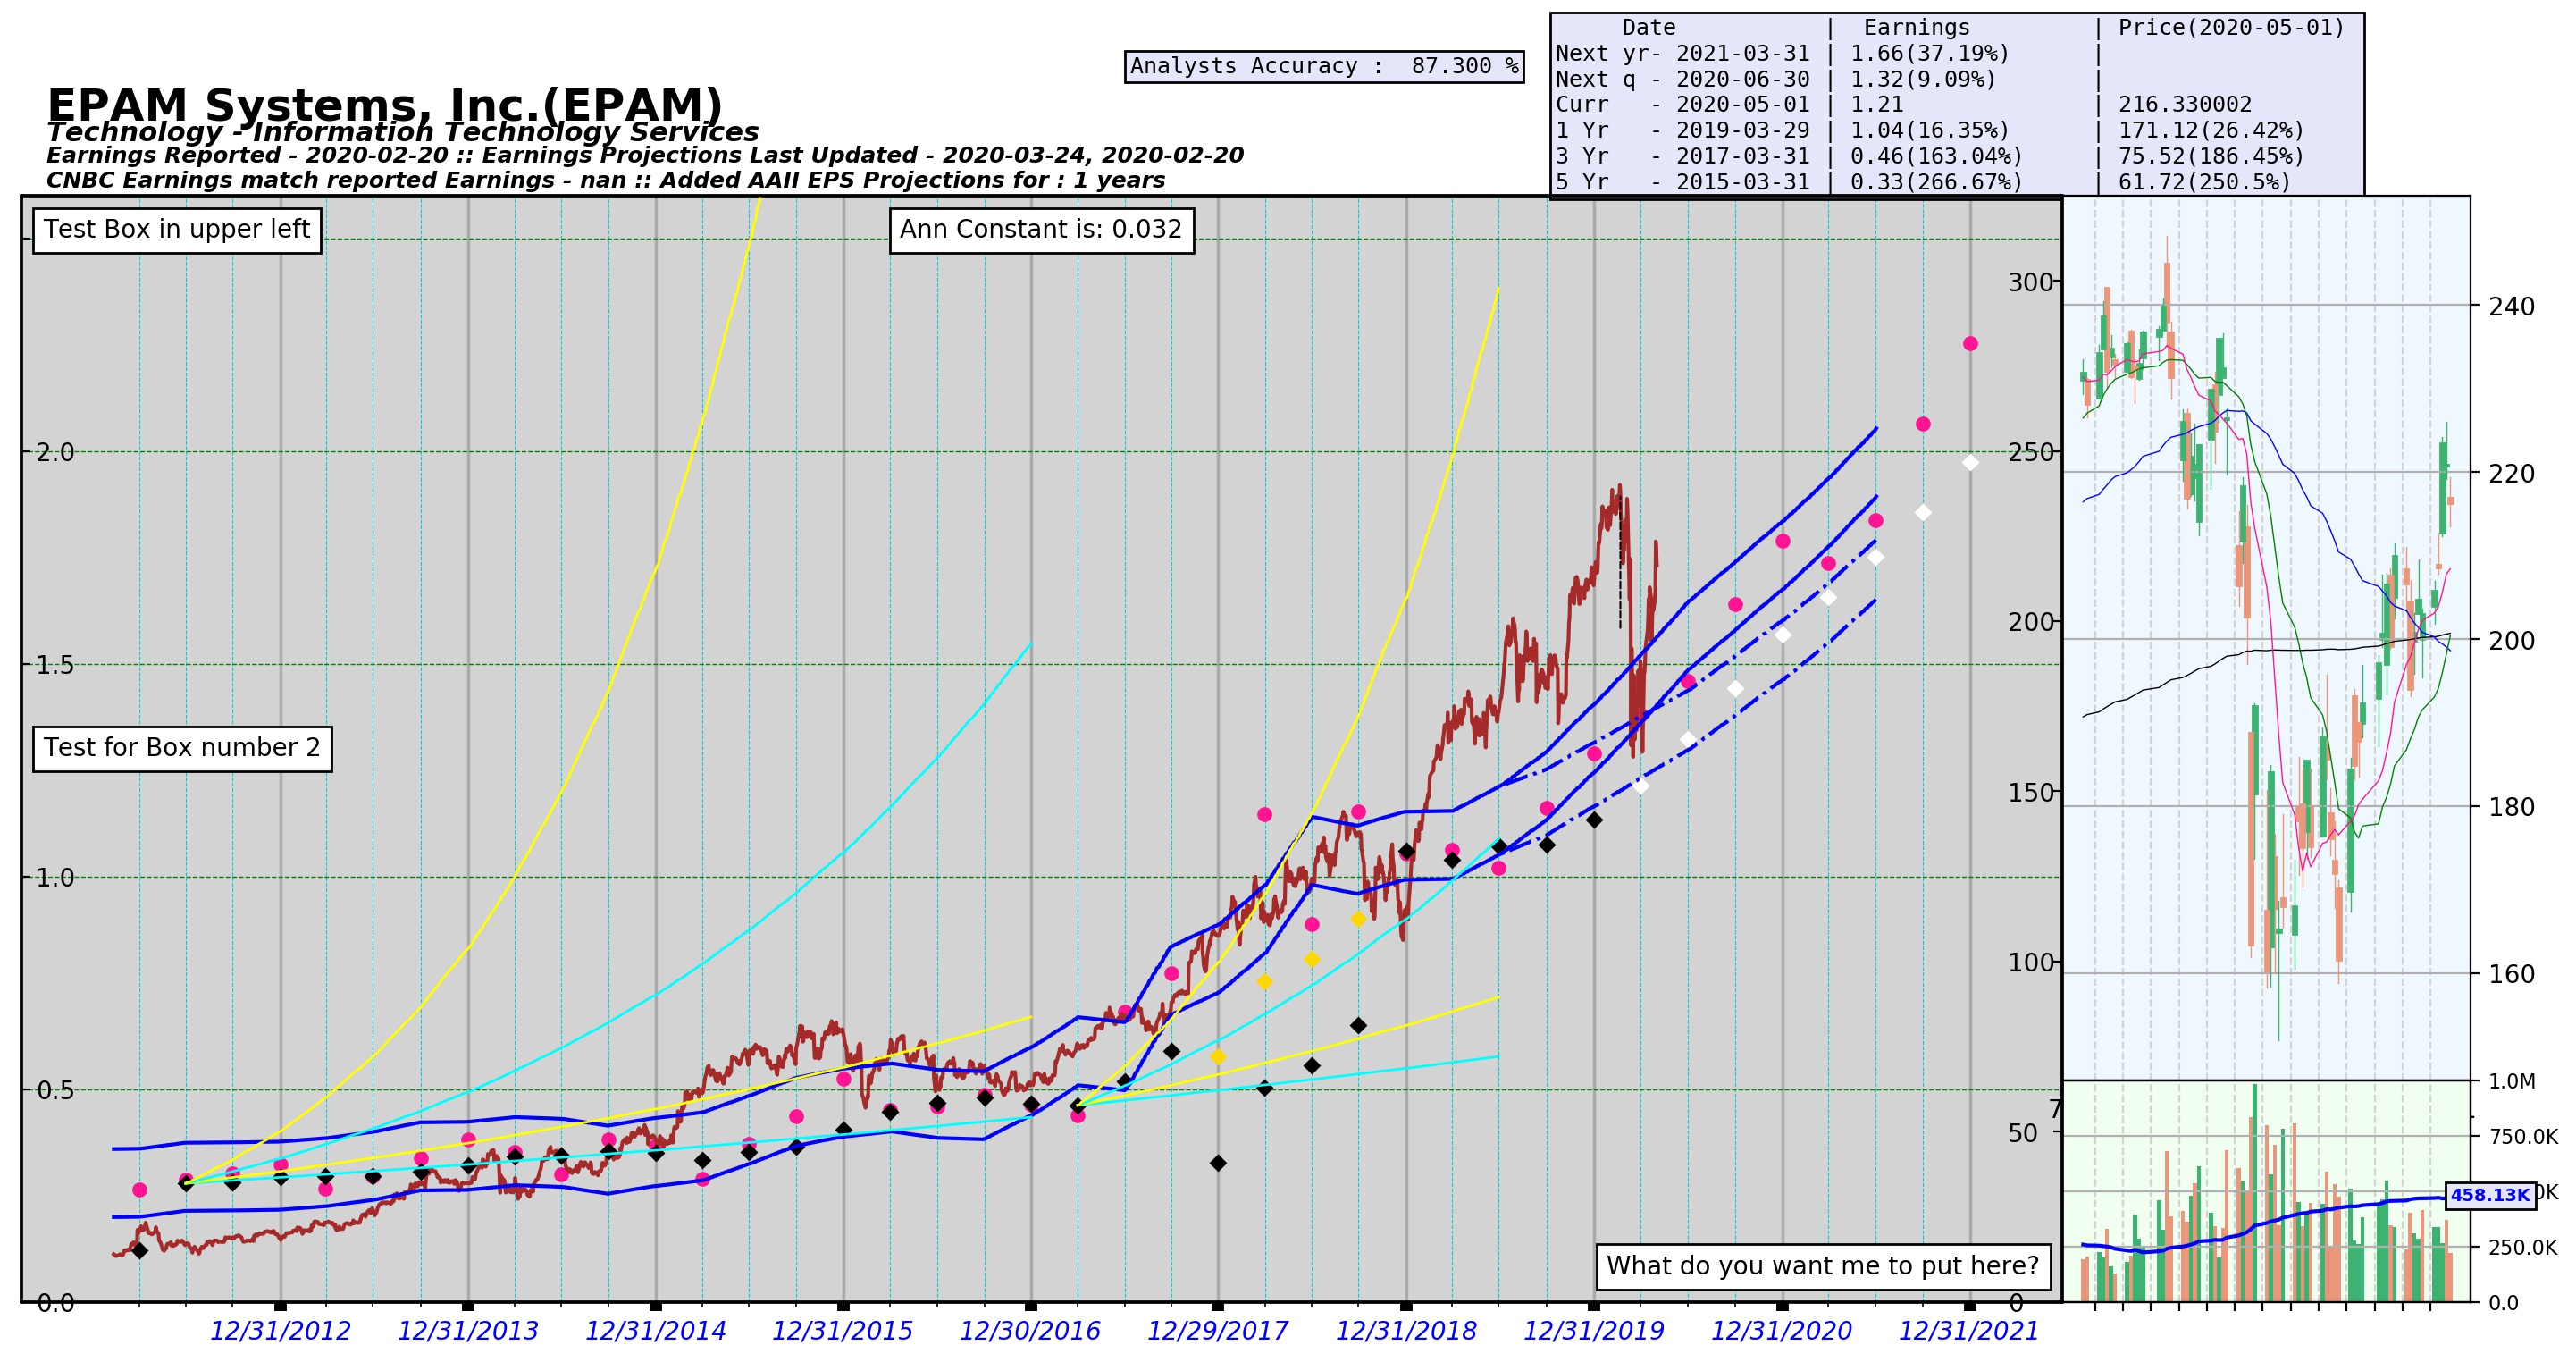 Date | Earnings | Price(2020-05-01)
Next yr- 2021-03-31 | 1.66(37.19%) |
Analysts Accuracy : 87.300 %
Next q - 2020-06-30 | 1.32(9.09%) |
Curr - 2020-05-01 | 1.21 | 216.330002
1 Yr - 2019-03-29 | 1.04(16.35%) | 171.12(26.42%)
3 Yr - 2017-03-31 | 0.46(163.04%) | 75.52(186.45%)
5 Yr - 2015-03-31 | 0.33(266.67%) | 61.72(250.5%)
EPAM Systems, Inc.(EPAM)
Technology - Information Technology Services
Earnings Reported - 2020-02-20 :: Earnings Projections Last Updated - 2020-03-24, 2020-02-20
CNBC Earnings match reported Earnings - nan :: Added AAII EPS Projections for : 1 years
Test Box in upper left
Ann Constant is: 0.032
Test for Box number 2
What do you want me to put here?
2.0
1.5
1.0
0.5
0.0
300
250
200
150
100
7
50
0
240
220
200
180
160
1.0M
750.0K
458.13K
0K
250.0K
0.0
12/31/2012
12/31/2013
12/31/2014
12/31/2015
12/30/2016
12/29/2017
12/31/2018
12/31/2019
12/31/2020
12/31/2021